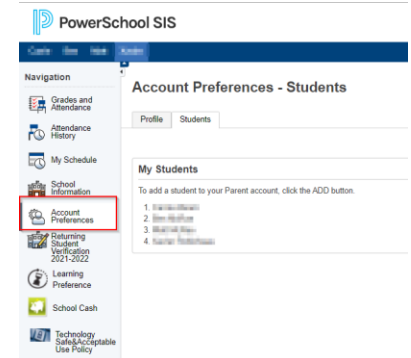 PowerSchool SIS
Navigation
Account Preferences - Students
Profile Students
Grades and
Attendance
Attendance
History
My Schedule
School
Information
Account
Preferences
Returning
Student
Verification
2021-2022
Learning
Preference
School Cash
Technology
Safe&Acceptable
Use Policy
My Students
To add a student to your Parent account, click the ADD button.
1.
2.
3.
4.